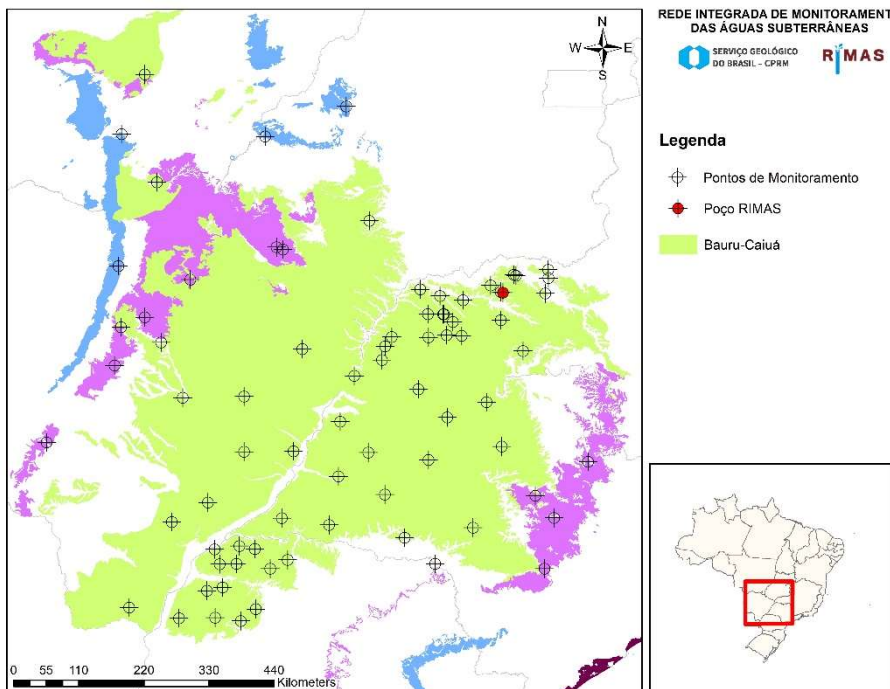 REDE INTEGRADA DE MONITORAMENT
DAS ÁGUAS SUBTERRÂNEAS
SERVIÇO GEOLÓGICO
DO BRASIL – CPRM
RIMAS
N
W
E
S
Legenda
Pontos de Monitoramento
Poço RIMAS
Bauru-Caiuá
0 55 110 220 330 440
Kilometers